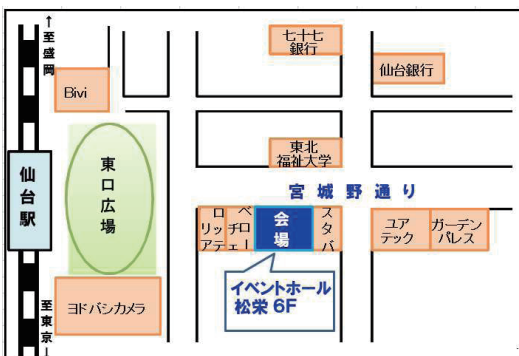 ↑至盛岡
Bivi
仙台駅
東口広場
至東京↓
ヨドバシカメラ
七十七
銀行
仙台銀行
東北
福祉大学
宮城野通り
ロッテ
リア
ベロー
チェ
会場
スタバ
ユア
テック
ガーデン
パレス
イベントホール
松栄 6F